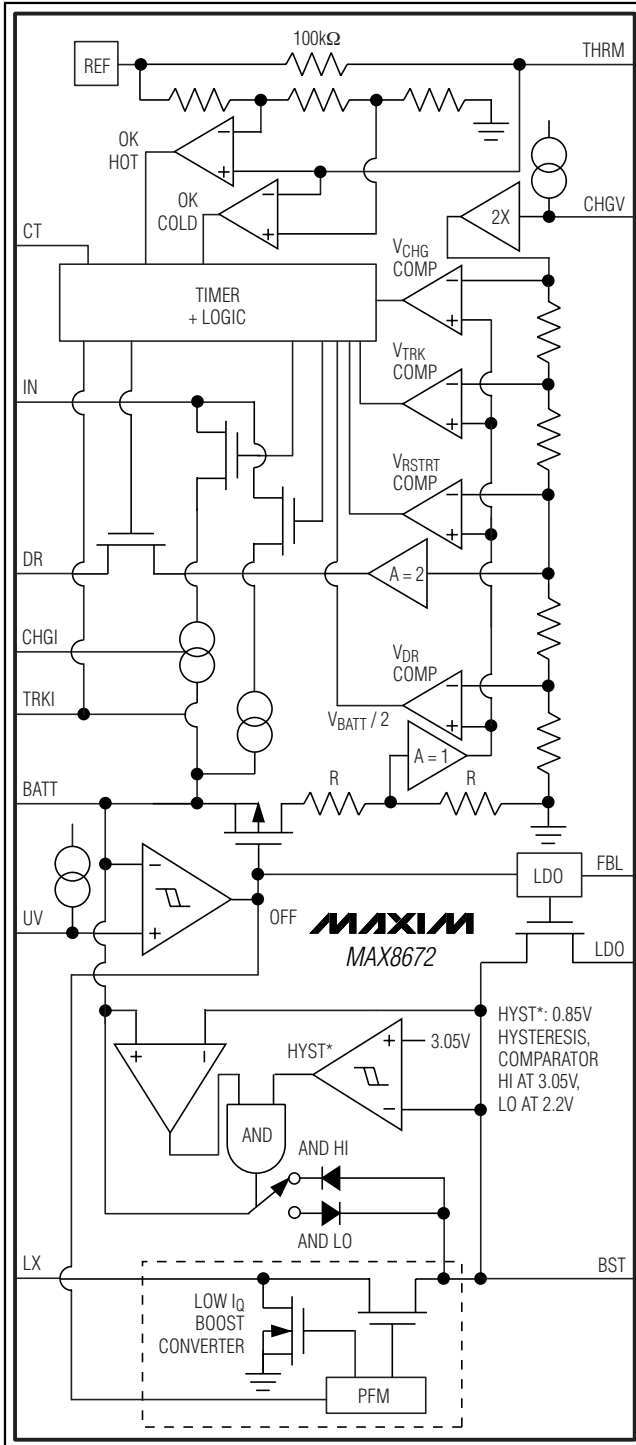 100kΩ
THRM
REF
OK
HOT
–
+
OK
COLD
–
+
2X
CHGV
CT
TIMER
+ LOGIC
VCHG
COMP
–
+
IN
VTRK
COMP
–
+
VRSTRT
COMP
–
+
DR
A = 2
CHGI
TRKI
VDR
COMP
–
+
VBATT / 2
A = 1
BATT
R
R
–
+
UV
OFF
LDO
FBL
MAXIM
MAX8672
LDO
+
–
HYST*
+
3.05V
–
HYST*: 0.85V
HYSTERESIS,
COMPARATOR
HI AT 3.05V,
LO AT 2.2V
AND
AND HI
AND LO
LX
BST
LOW IQ
BOOST
CONVERTER
PFM